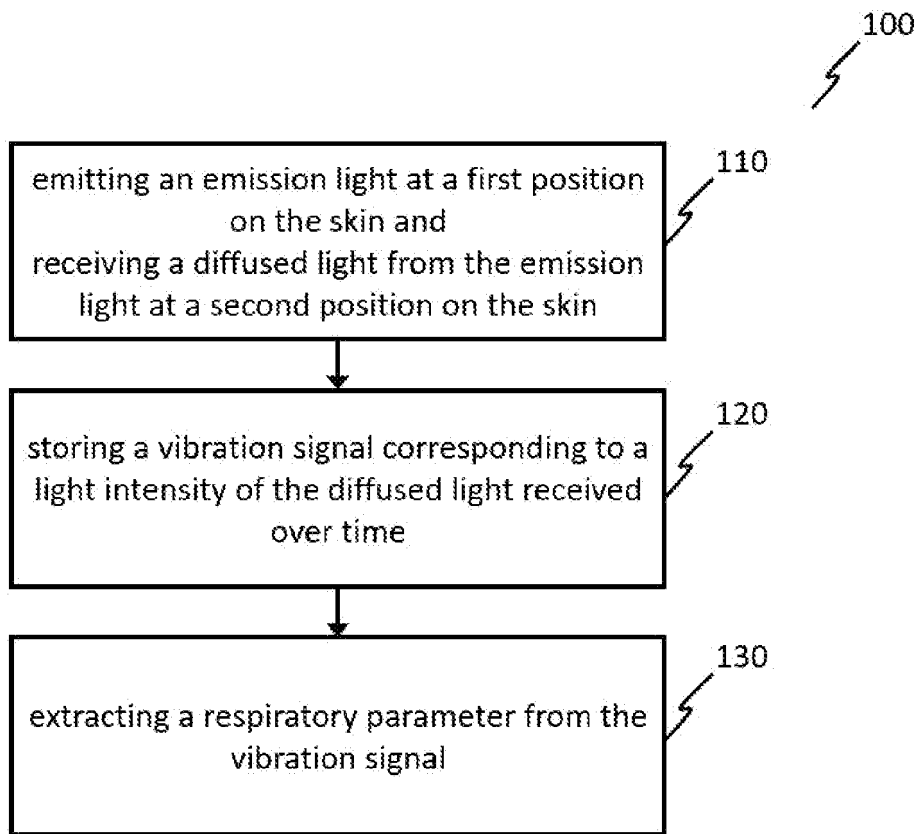 100
110
emitting an emission light at a first position
on the skin and
receiving a diffused light from the emission
light at a second position on the skin
120
storing a vibration signal corresponding to a
light intensity of the diffused light received
over time
130
extracting a respiratory parameter from the
vibration signal